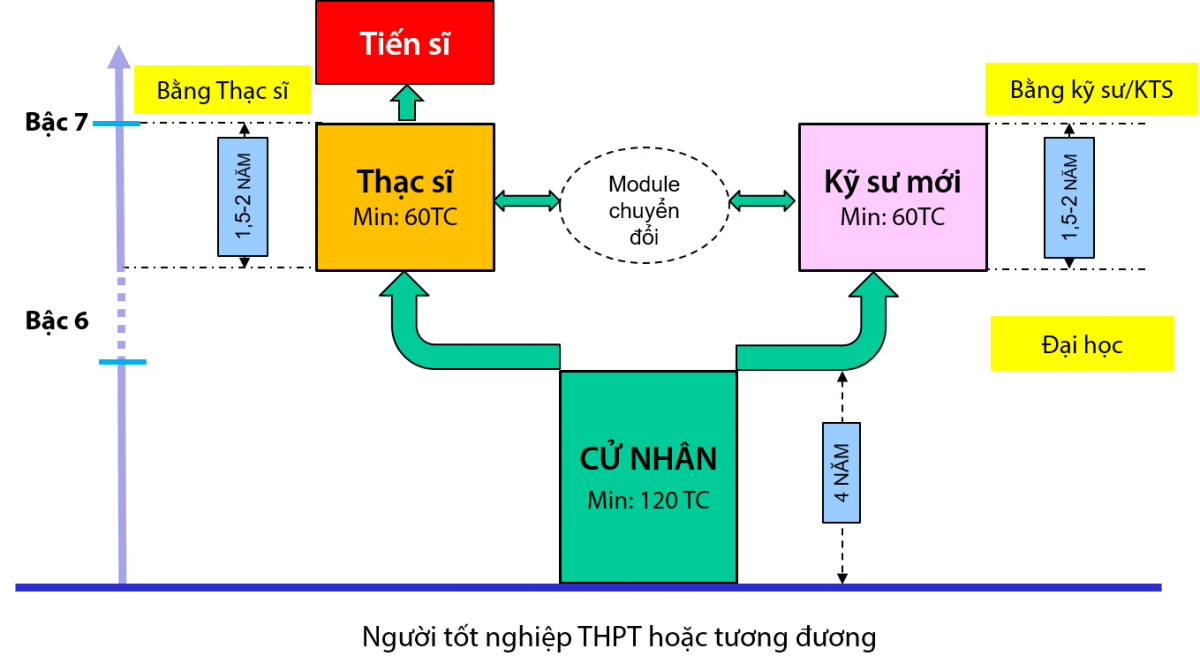 Tiến sĩ
Bằng Thạc sĩ
Bằng kỹ sư/KTS
Bậc 7
1,5-2 NĂM
Thạc sĩ
Min: 60TC
Module
chuyển
đổi
Kỹ sư mới
Min: 60TC
1,5-2 NĂM
Bậc 6
Đại học
CỬ NHÂN
Min: 120 TC
4 NĂM
Người tốt nghiệp THPT hoặc tương đương